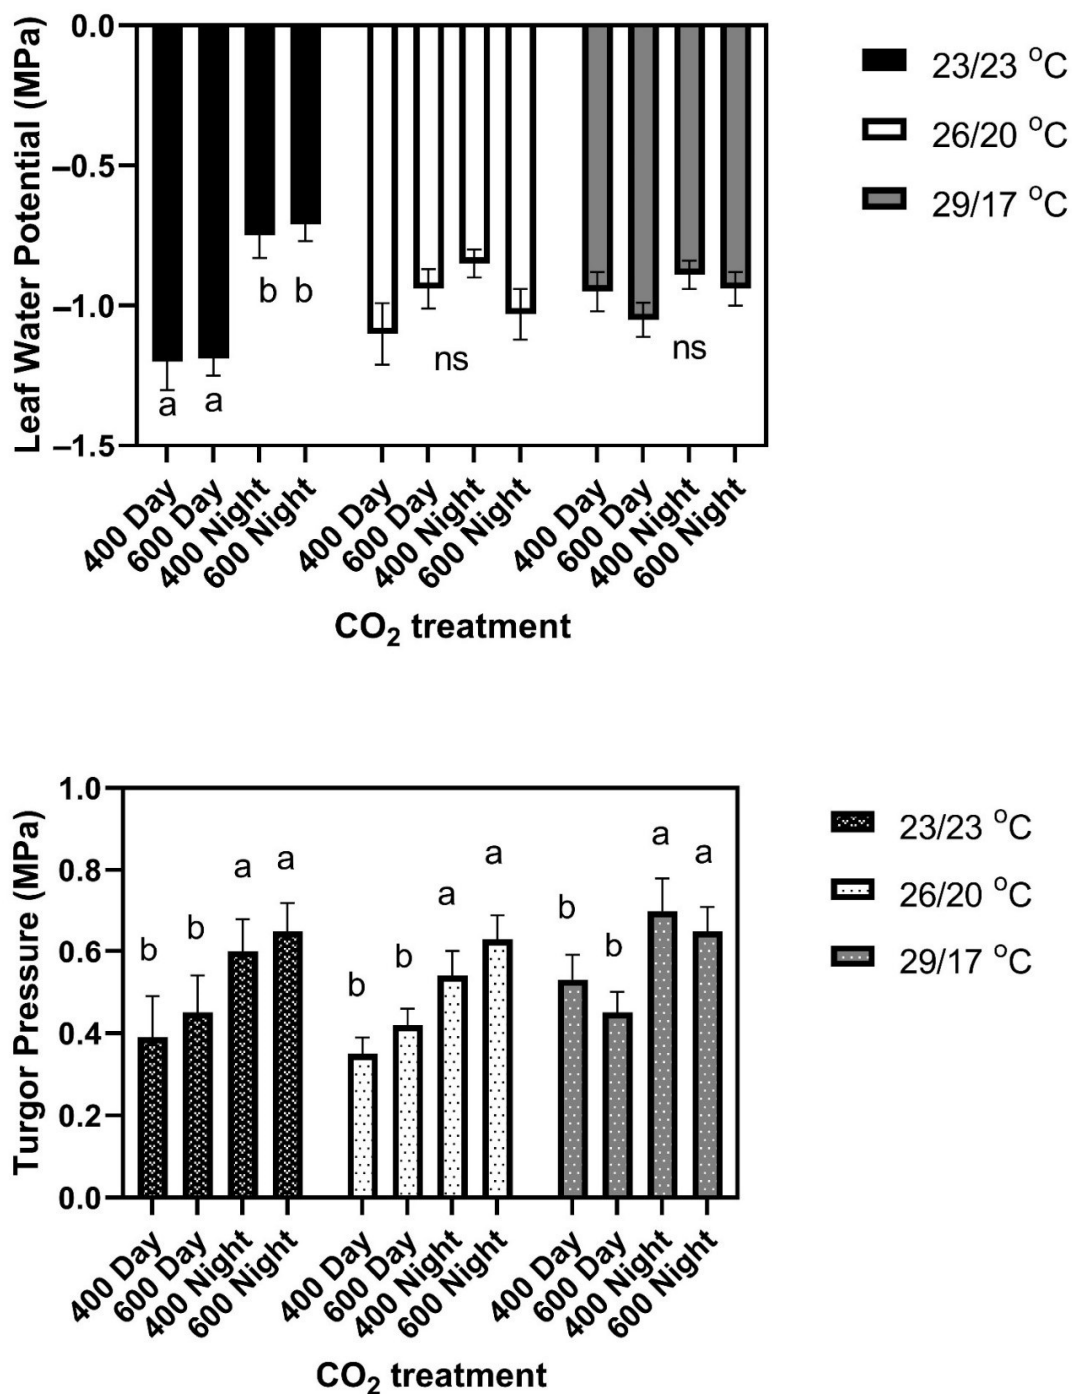 Leaf Water Potential (MPa)
0.0
–0.5
–1.0
–1.5
a a b b
ns
ns
400 Day 600 Day 400 Night 600 Night 400 Day 600 Day 400 Night 600 Night 400 Day 600 Day 400 Night 600 Night
CO₂ treatment
23/23 °C
26/20 °C
29/17 °C
Turgor Pressure (MPa)
1.0
0.8
0.6
0.4
0.2
0.0
b b a a b b a a b b a a
400 Day 600 Day 400 Night 600 Night 400 Day 600 Day 400 Night 600 Night 400 Day 600 Day 400 Night 600 Night
CO₂ treatment
23/23 °C
26/20 °C
29/17 °C